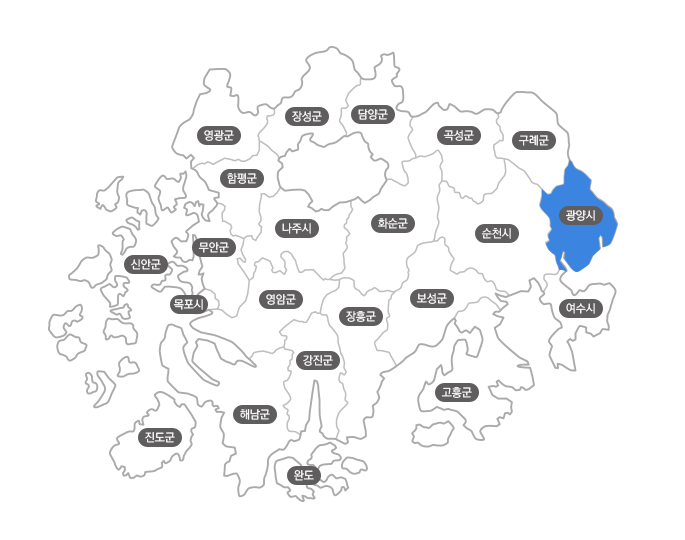 장성군
담양군
영광군
곡성군
구례군
함평군
광양시
나주시
화순군
순천시
무안군
신안군
목포시
영암군
보성군
장흥군
여수시
강진군
고흥군
해남군
진도군
완도